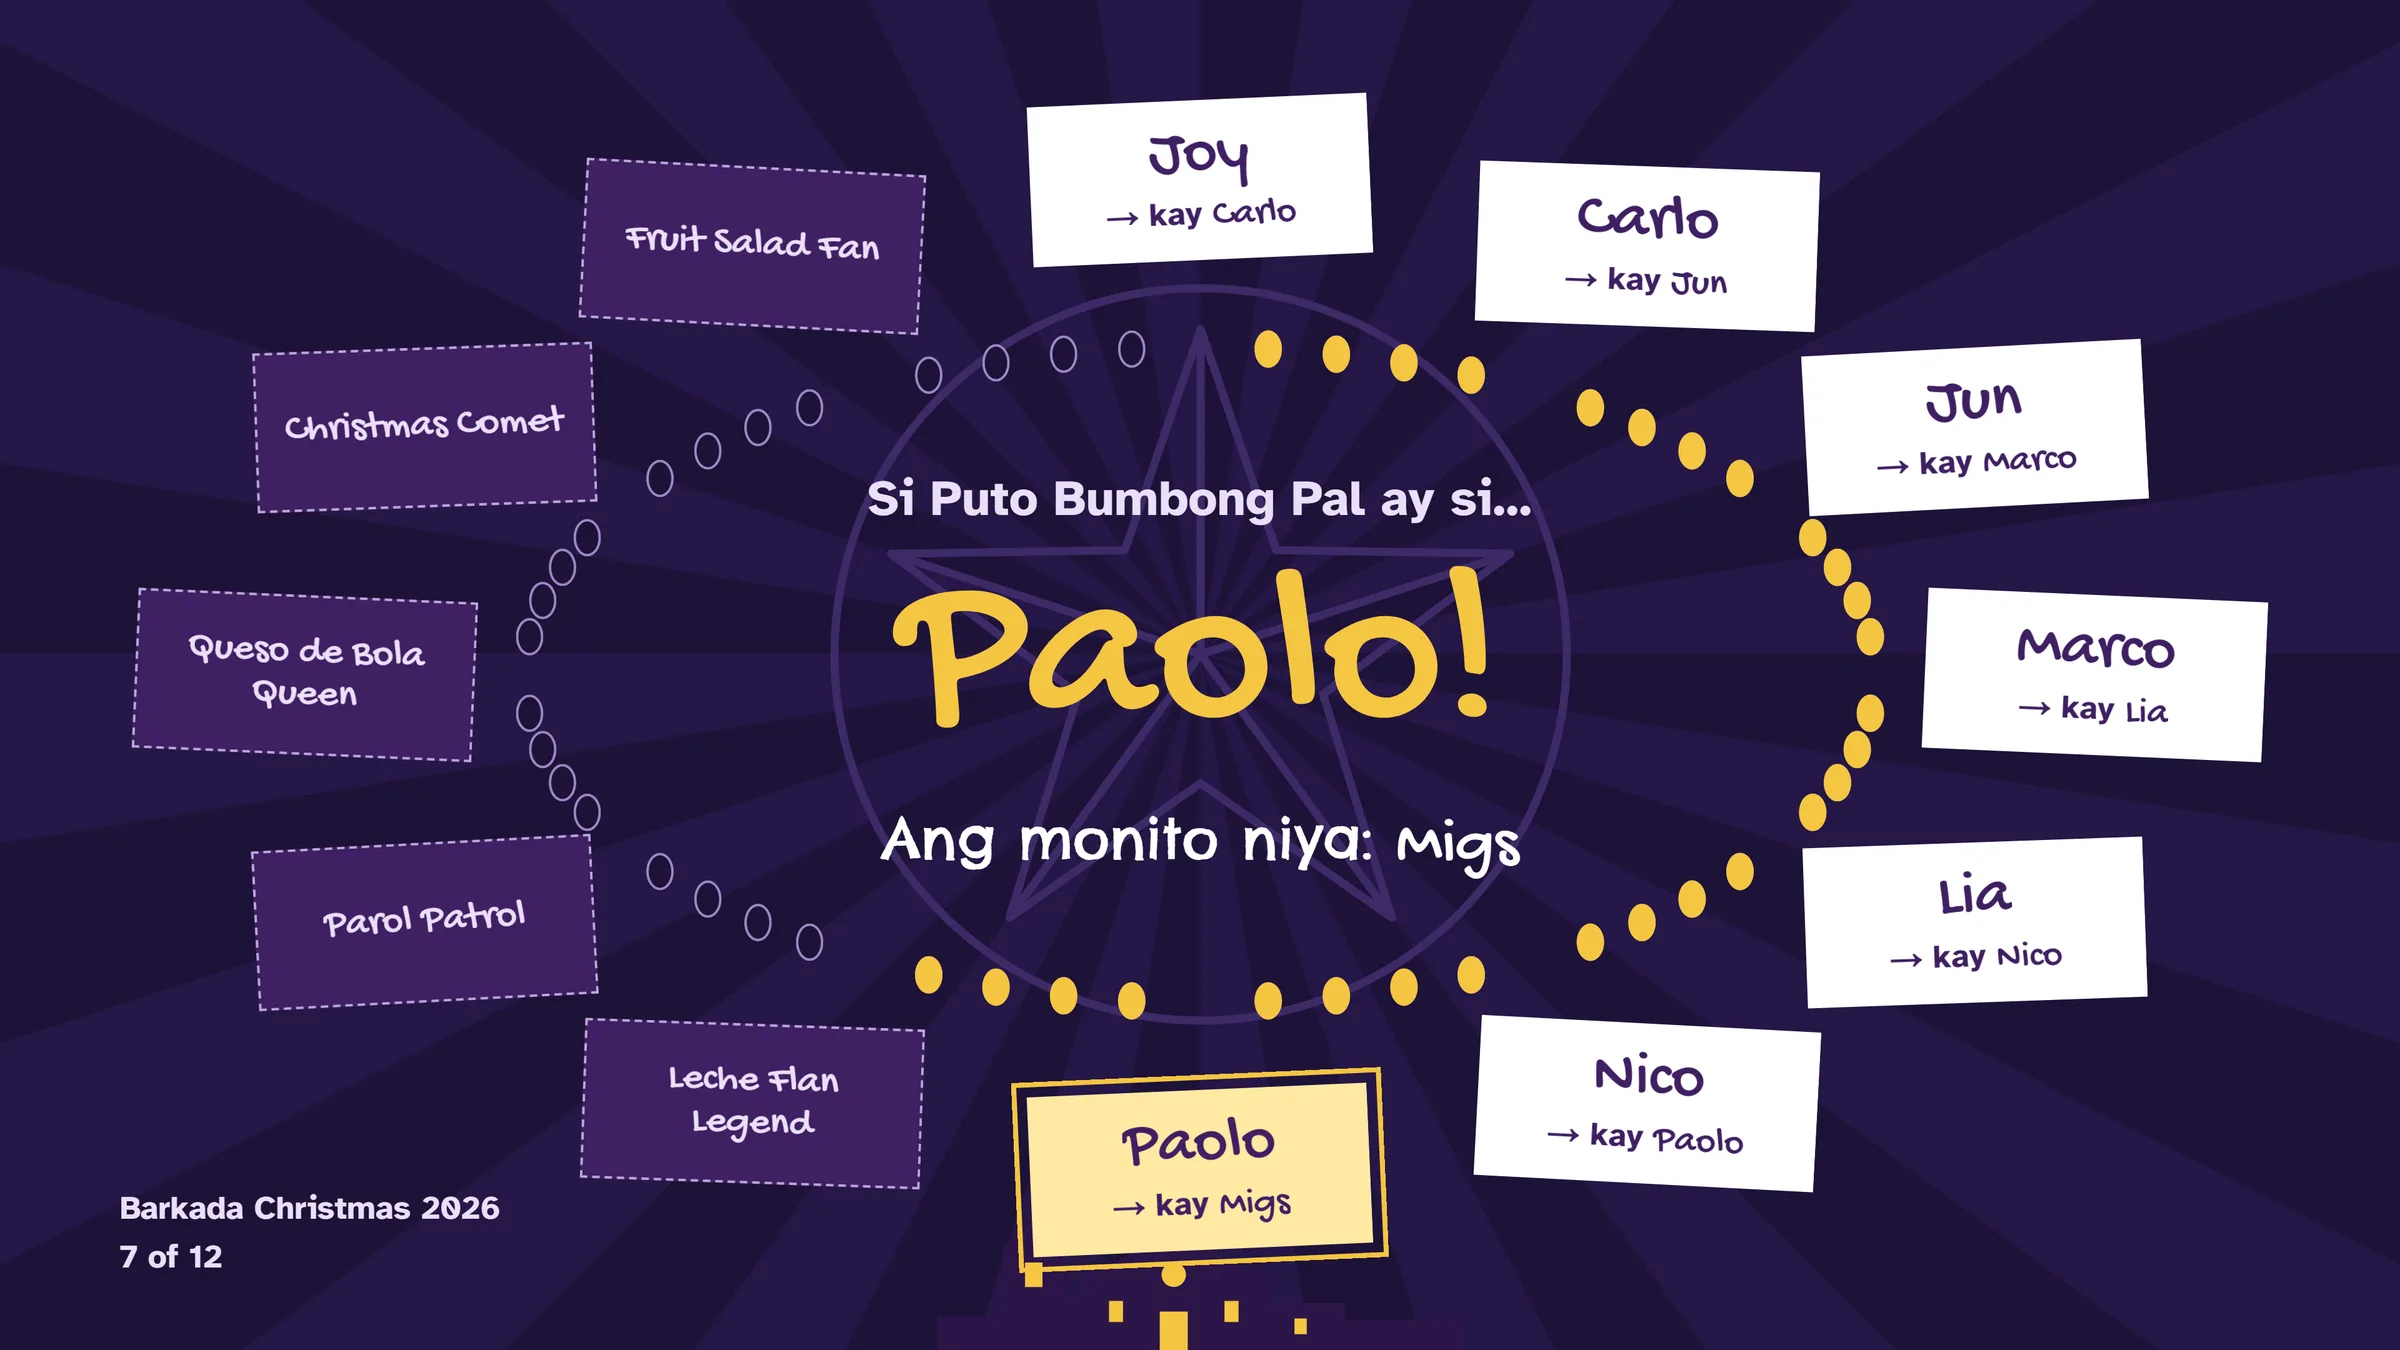 Joy
→ kay Carlo
Carlo
→ kay Jun
Jun
→ kay Marco
Marco
→ kay Lia
Lia
→ kay Nico
Nico
→ kay Paolo
Paolo
→ kay Migs
Leche Flan
Legend
Parol Patrol
Queso de Bola
Queen
Christmas Comet
Fruit Salad Fan
Si Puto Bumbong Pal ay si...
Paolo!
Ang monito niya: Migs
Barkada Christmas 2026
7 of 12